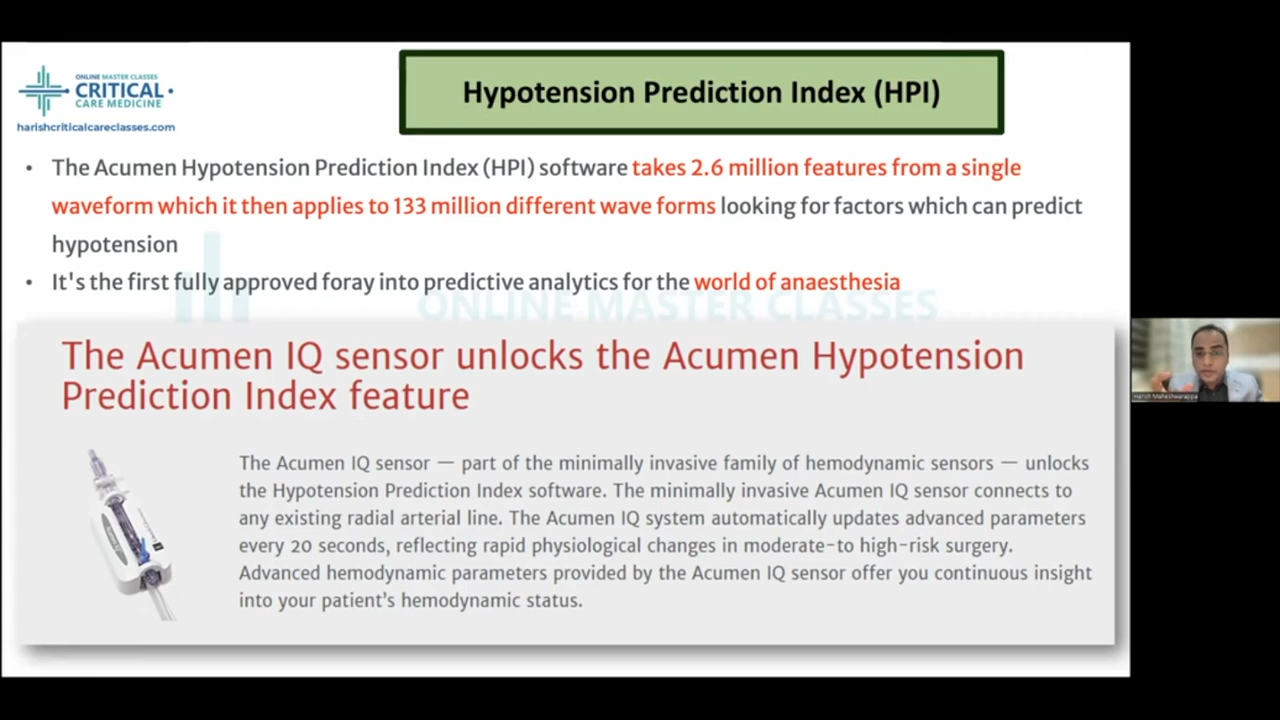 ONLINE MASTER CLASSES
CRITICAL
CARE MEDICINE
harishcriticalcareclasses.com
Hypotension Prediction Index (HPI)
• The Acumen Hypotension Prediction Index (HPI) software takes 2.6 million features from a single
waveform which it then applies to 133 million different wave forms looking for factors which can predict
hypotension
• It's the first fully approved foray into predictive analytics for the world of anaesthesia
ONLINE MASTER CLASSES
The Acumen IQ sensor unlocks the Acumen Hypotension
Prediction Index feature
The Acumen IQ sensor — part of the minimally invasive family of hemodynamic sensors — unlocks
the Hypotension Prediction Index software. The minimally invasive Acumen IQ sensor connects to
any existing radial arterial line. The Acumen IQ system automatically updates advanced parameters
every 20 seconds, reflecting rapid physiological changes in moderate-to high-risk surgery.
Advanced hemodynamic parameters provided by the Acumen IQ sensor offer you continuous insight
into your patient's hemodynamic status.
Harish Maheshwarappa